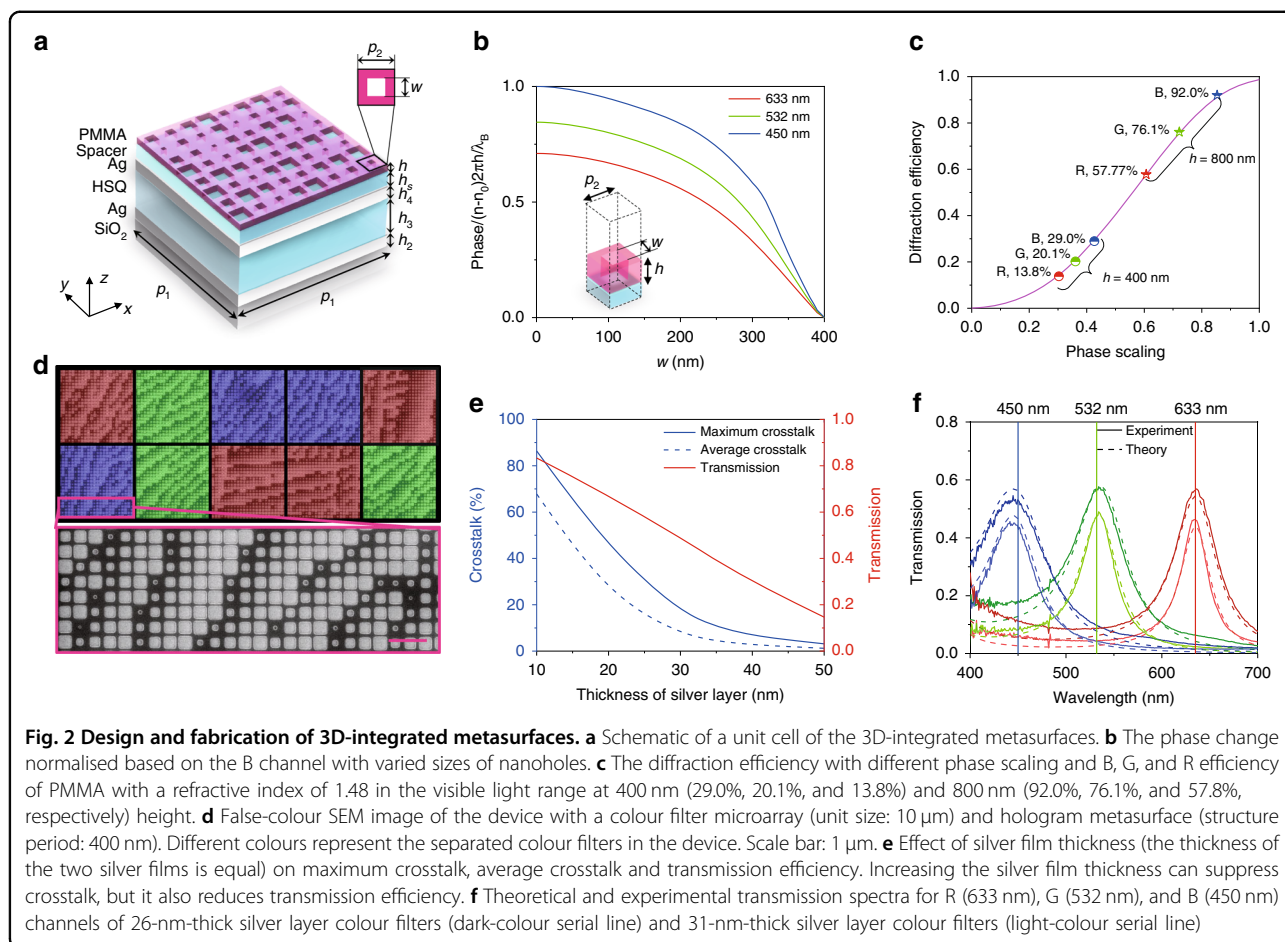 a
p2
w
PMMA
Spacer
Ag
HSQ
Ag
SiO2
h
hs
h4
h3
h2
p1
p1
z
y
x
b
Phase/(n-n0)2πh/λB
1.0
0.5
0.0
633 nm
532 nm
450 nm
p2
w
h
0
100
200
300
400
w (nm)
c
Diffraction efficiency
1.0
0.8
0.6
0.4
0.2
0.0
B, 92.0%
G, 76.1%
R, 57.77%
h = 800 nm
B, 29.0%
G, 20.1%
R, 13.8%
h = 400 nm
0.0
0.2
0.4
0.6
0.8
1.0
Phase scaling
d
e
Crosstalk (%)
100
80
60
40
20
0
Maximum crosstalk
Average crosstalk
Transmission
1.0
0.8
0.6
0.4
0.2
0.0
Transmission
10
20
30
40
50
Thickness of silver layer (nm)
f
450 nm
532 nm
633 nm
Transmission
0.8
0.6
0.4
0.2
0.0
Experiment
Theory
400
500
600
700
Wavelength (nm)
Fig. 2 Design and fabrication of 3D-integrated metasurfaces. a Schematic of a unit cell of the 3D-integrated metasurfaces. b The phase change
normalised based on the B channel with varied sizes of nanoholes. c The diffraction efficiency with different phase scaling and B, G, and R efficiency
of PMMA with a refractive index of 1.48 in the visible light range at 400 nm (29.0%, 20.1%, and 13.8%) and 800 nm (92.0%, 76.1%, and 57.8%,
respectively) height. d False-colour SEM image of the device with a colour filter microarray (unit size: 10 μm) and hologram metasurface (structure
period: 400 nm). Different colours represent the separated colour filters in the device. Scale bar: 1 μm. e Effect of silver film thickness (the thickness of
the two silver films is equal) on maximum crosstalk, average crosstalk and transmission efficiency. Increasing the silver film thickness can suppress
crosstalk, but it also reduces transmission efficiency. f Theoretical and experimental transmission spectra for R (633 nm), G (532 nm), and B (450 nm)
channels of 26-nm-thick silver layer colour filters (dark-colour serial line) and 31-nm-thick silver layer colour filters (light-colour serial line)